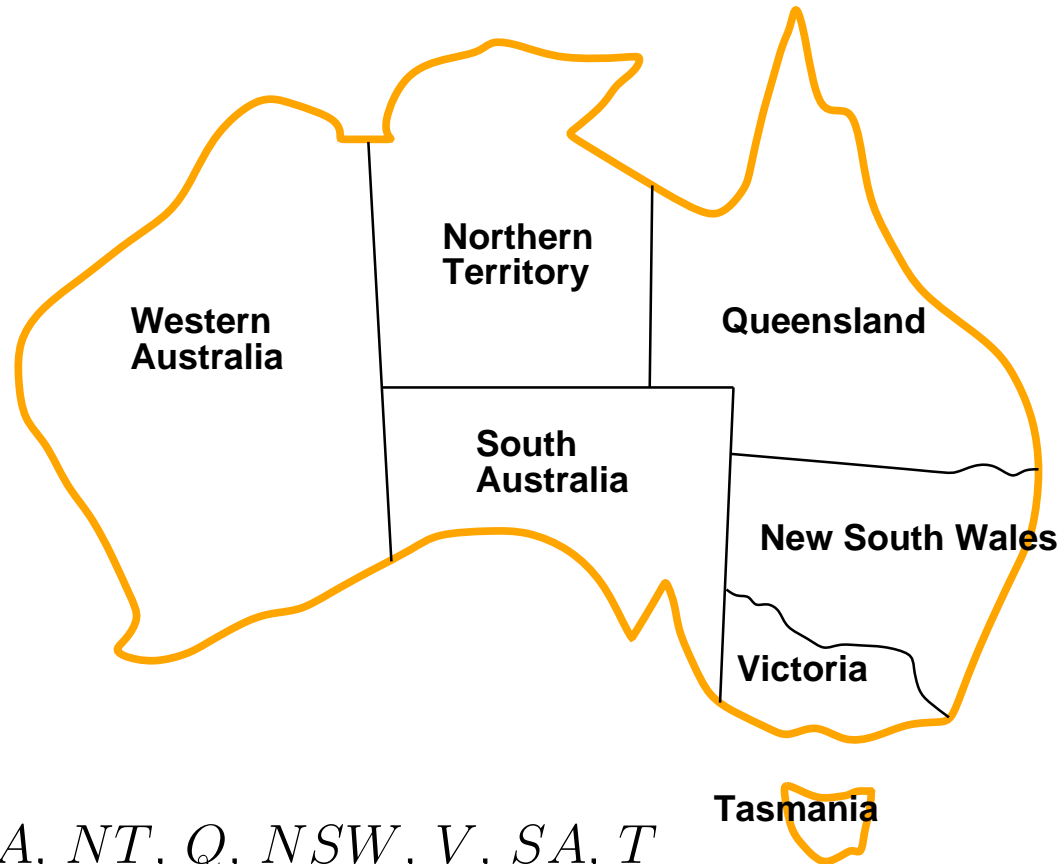 Northern
Territory
Western
Australia
Queensland
South
Australia
New South Wales
Victoria
Tasmania
A, NT, Q, NSW, V, SA, T